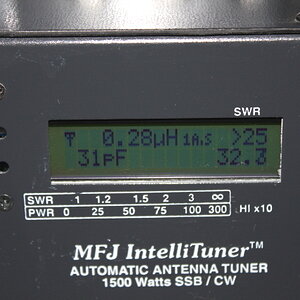 SWR
0.28µH 1A.S >25
31pF 32.3
SWR 1 1.2 1.5 2 3 ∞
PWR 0 25 50 75 100 300 HI x10
MFJ IntelliTuner™
AUTOMATIC ANTENNA TUNER
1500 Watts SSB / CW